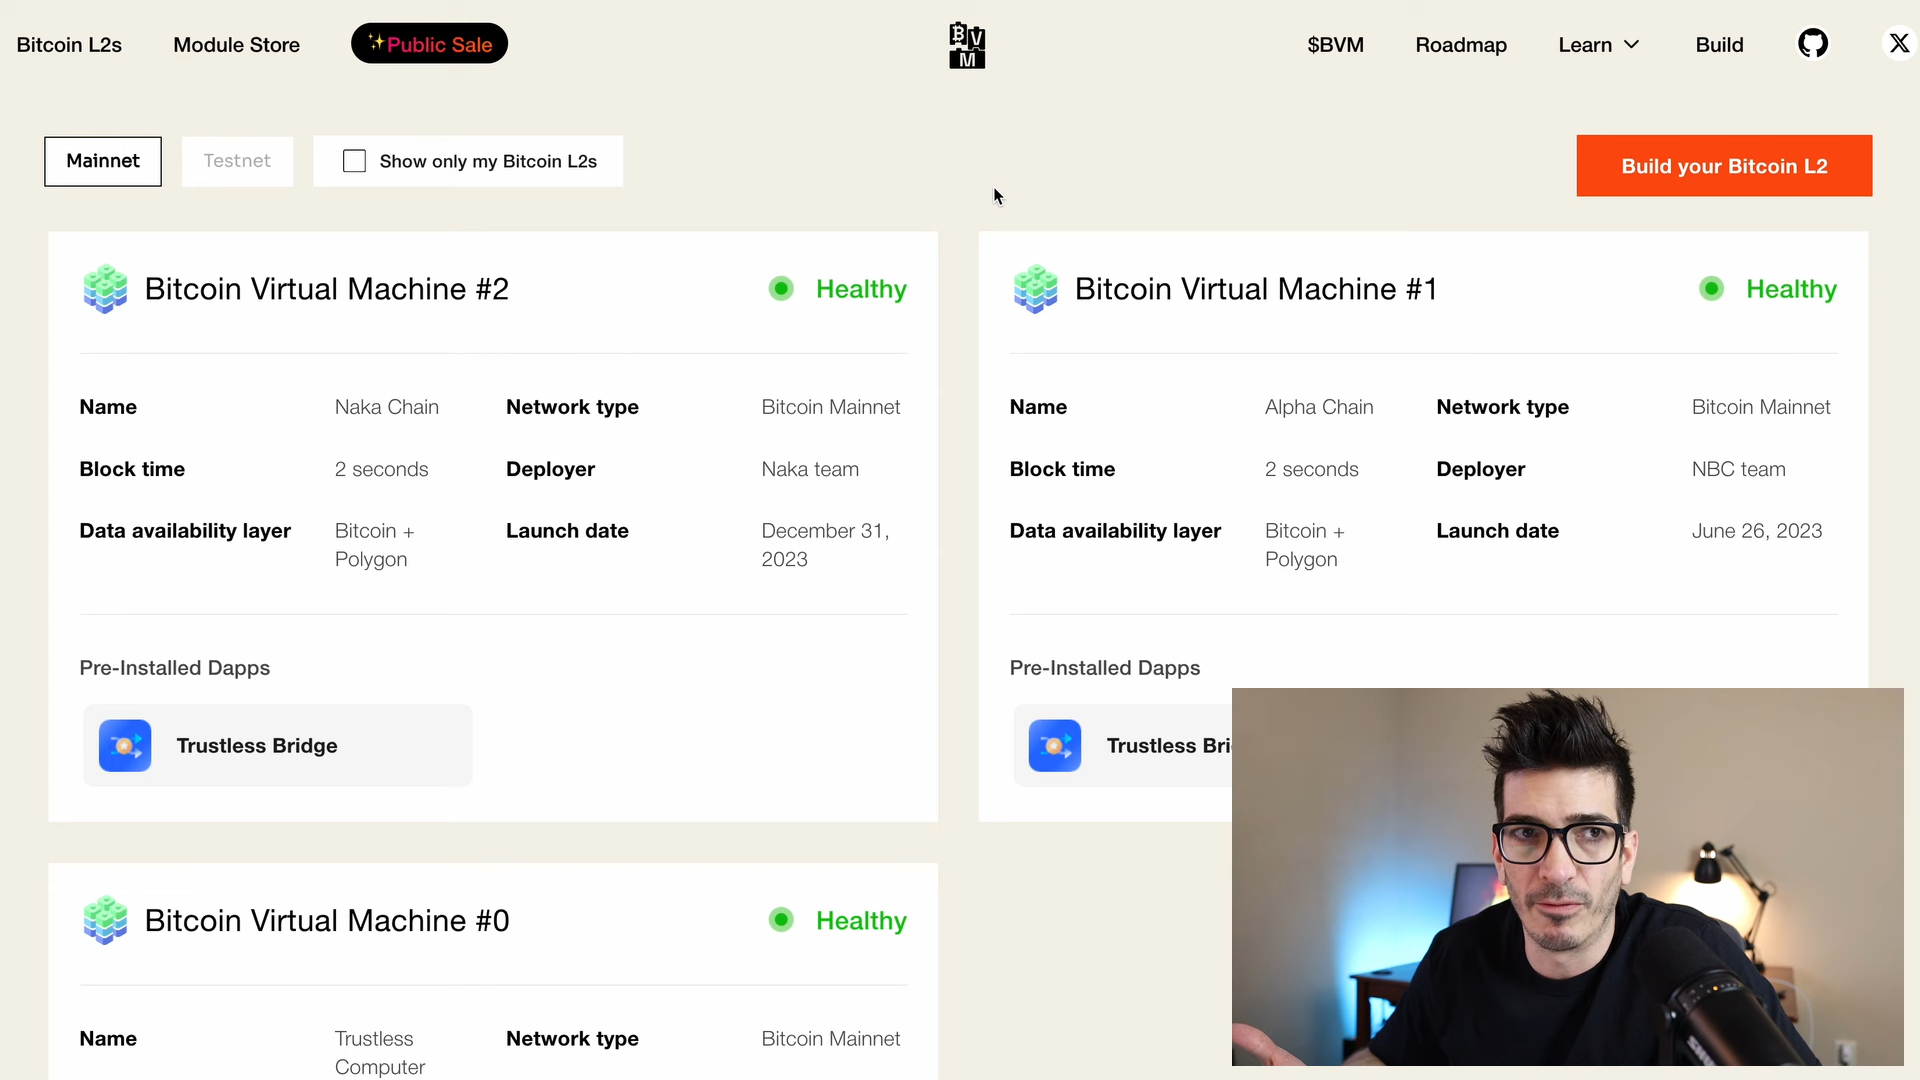 Bitcoin L2s
Module Store
✨Public Sale
BVM
$BVM
Roadmap
Learn
Build
X
Mainnet
Testnet
Show only my Bitcoin L2s
Build your Bitcoin L2
Bitcoin Virtual Machine #2
Healthy
Name
Naka Chain
Network type
Bitcoin Mainnet
Block time
2 seconds
Deployer
Naka team
Data availability layer
Bitcoin +
Polygon
Launch date
December 31,
2023
Pre-Installed Dapps
Trustless Bridge
Bitcoin Virtual Machine #1
Healthy
Name
Alpha Chain
Network type
Bitcoin Mainnet
Block time
2 seconds
Deployer
NBC team
Data availability layer
Bitcoin +
Polygon
Launch date
June 26, 2023
Pre-Installed Dapps
Trustless Bri
Bitcoin Virtual Machine #0
Healthy
Name
Trustless
Computer
Network type
Bitcoin Mainnet